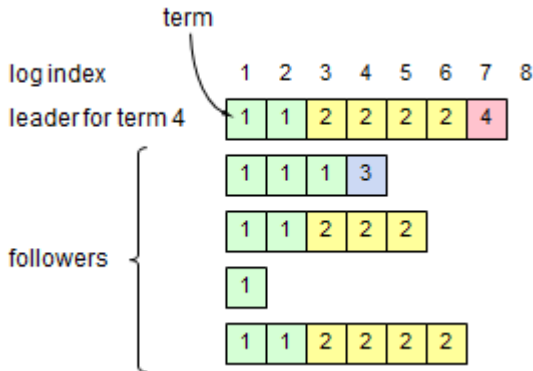 term
log index 1 2 3 4 5 6 7 8
leader for term 4 1 1 2 2 2 2 4
1 1 1 3
1 1 2 2 2
followers
1
1 1 2 2 2 2